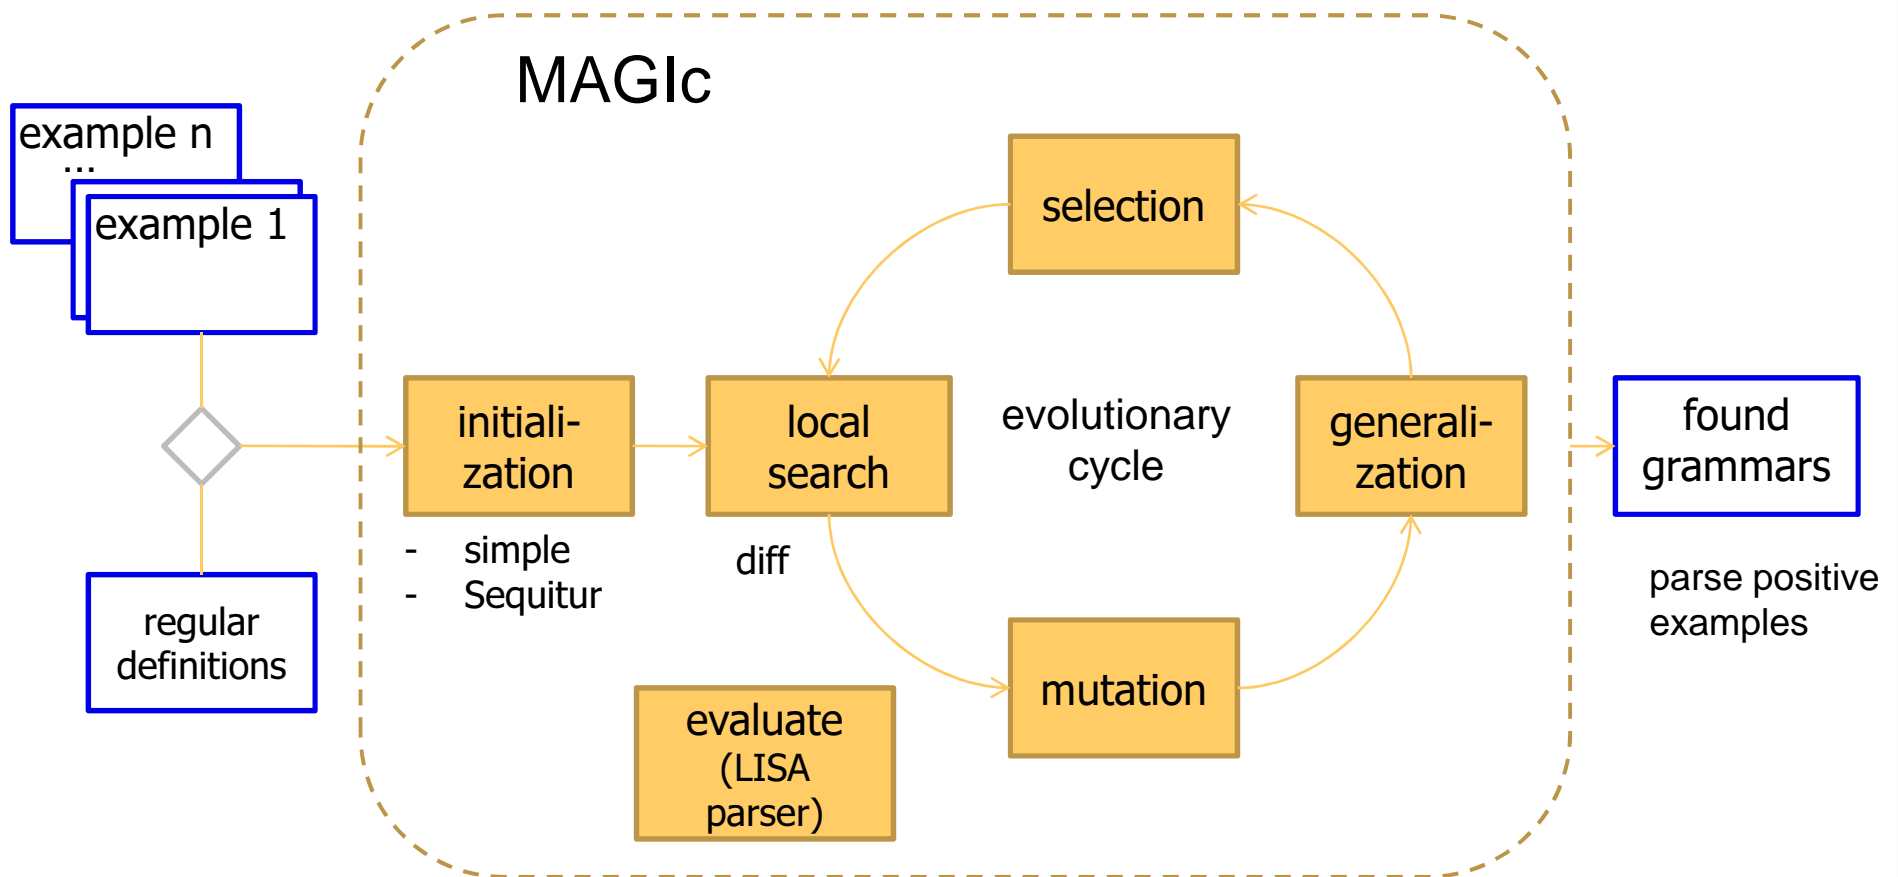 MAGIc
example n
...
example 1
selection
initiali-
zation
local
search
evolutionary
cycle
generali-
zation
found
grammars
- simple
- Sequitur
diff
parse positive
examples
regular
definitions
mutation
evaluate
(LISA
parser)